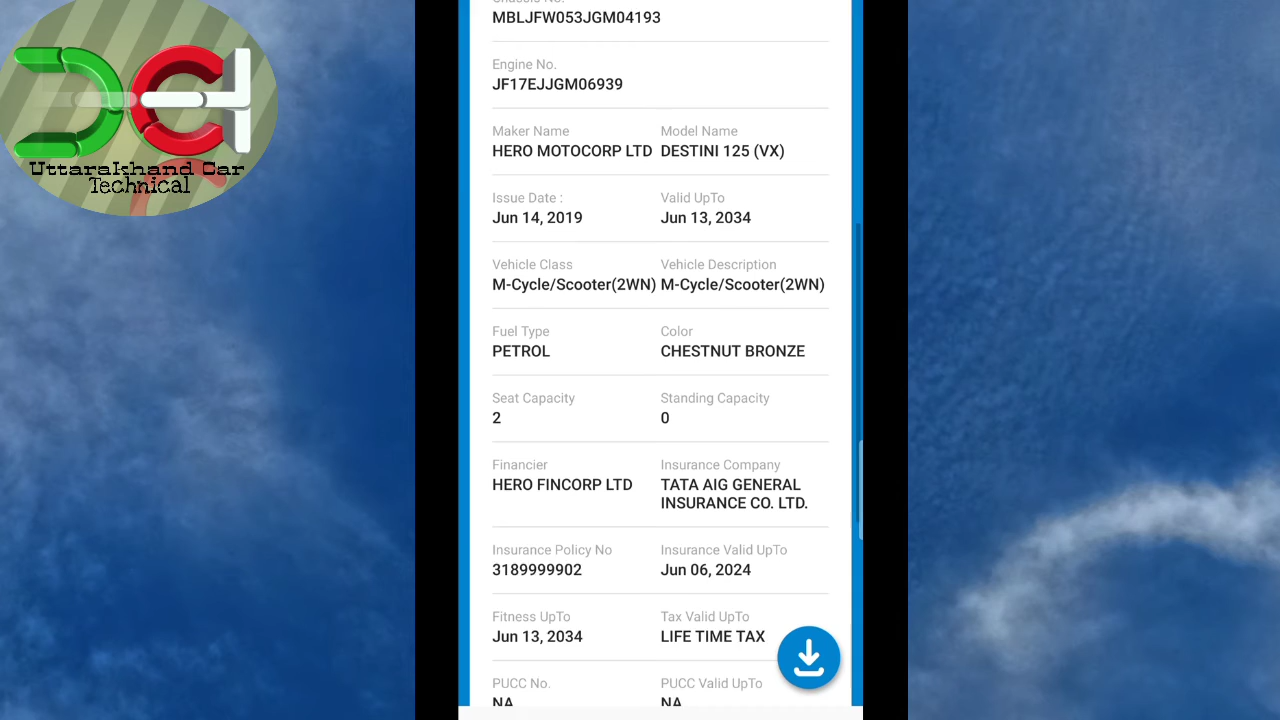 MBLJFW053JGM04193
Engine No.
JF17EJJGM06939
Maker Name Model Name
HERO MOTOCORP LTD DESTINI 125 (VX)
Issue Date : Valid UpTo
Jun 14, 2019 Jun 13, 2034
Vehicle Class Vehicle Description
M-Cycle/Scooter(2WN) M-Cycle/Scooter(2WN)
Fuel Type Color
PETROL CHESTNUT BRONZE
Seat Capacity Standing Capacity
2 0
Financier Insurance Company
HERO FINCORP LTD TATA AIG GENERAL
INSURANCE CO. LTD.
Insurance Policy No Insurance Valid UpTo
3189999902 Jun 06, 2024
Fitness UpTo Tax Valid UpTo
Jun 13, 2034 LIFE TIME TAX
PUCC No. PUCC Valid UpTo
NA NA
Uttarakhand Car
Technical